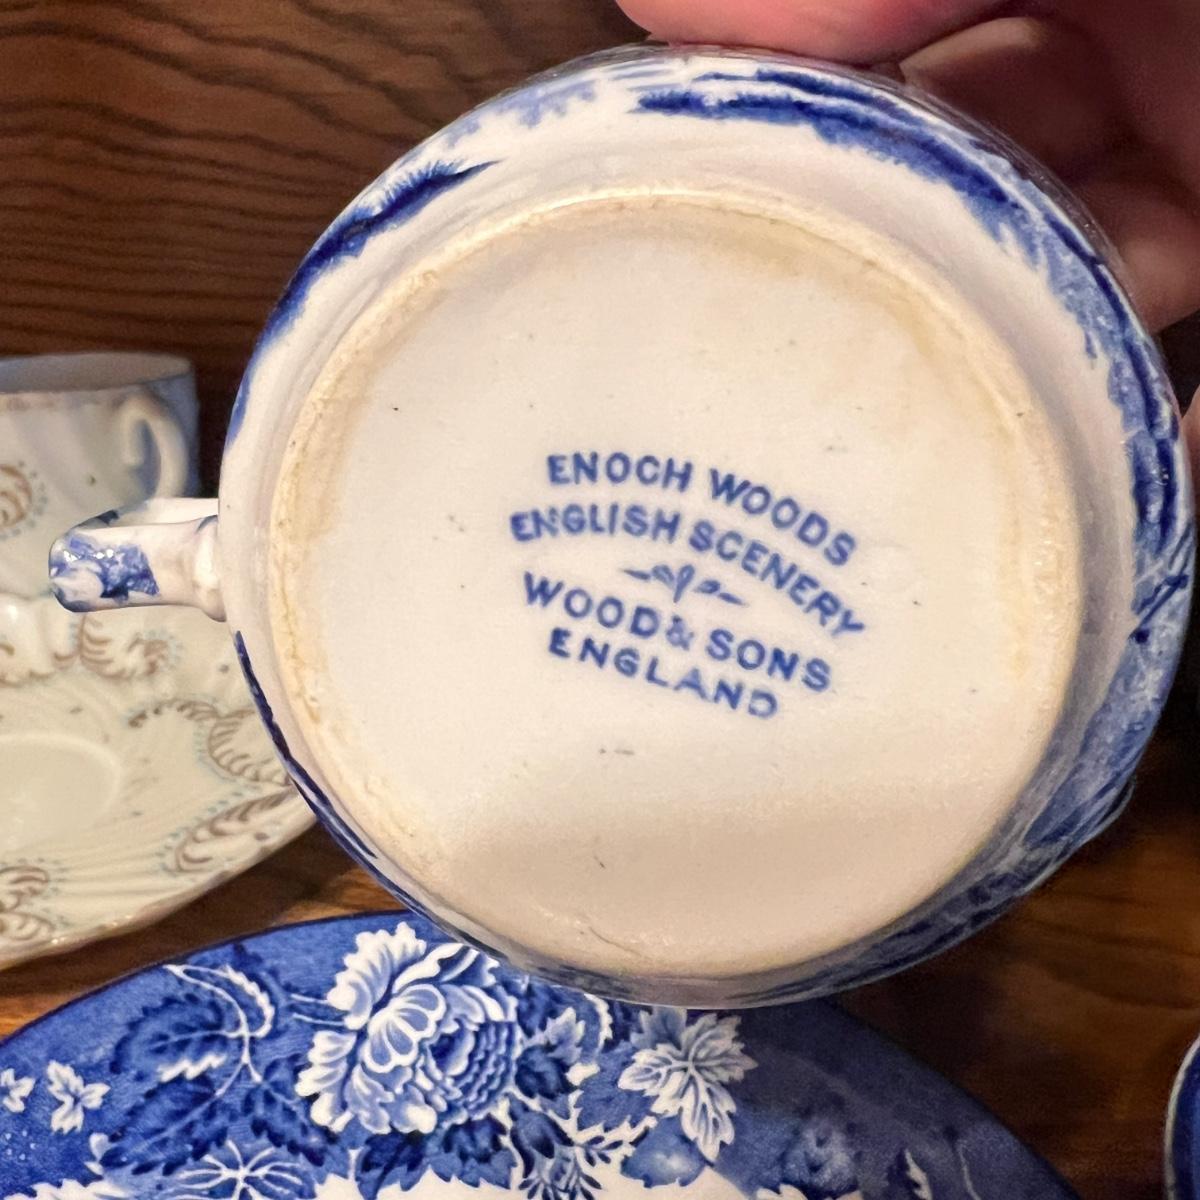 ENOCH WOODS
ENGLISH SCENERY
WOOD & SONS
ENGLAND